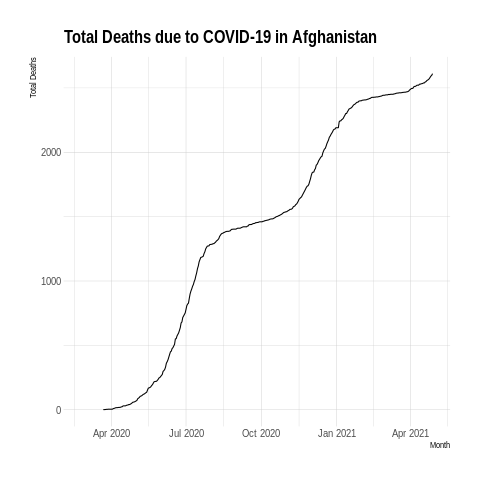 Total Deaths due to COVID-19 in Afghanistan
Total Deaths
2000
1000
0
Apr 2020 Jul 2020 Oct 2020 Jan 2021 Apr 2021
Month